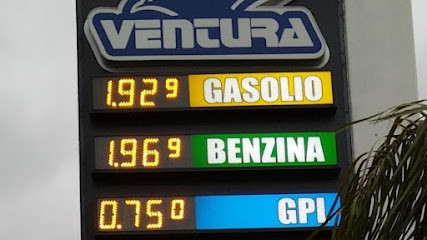 VENTURA
1.929 GASOLIO
1.969 BENZINA
0.750 GPL